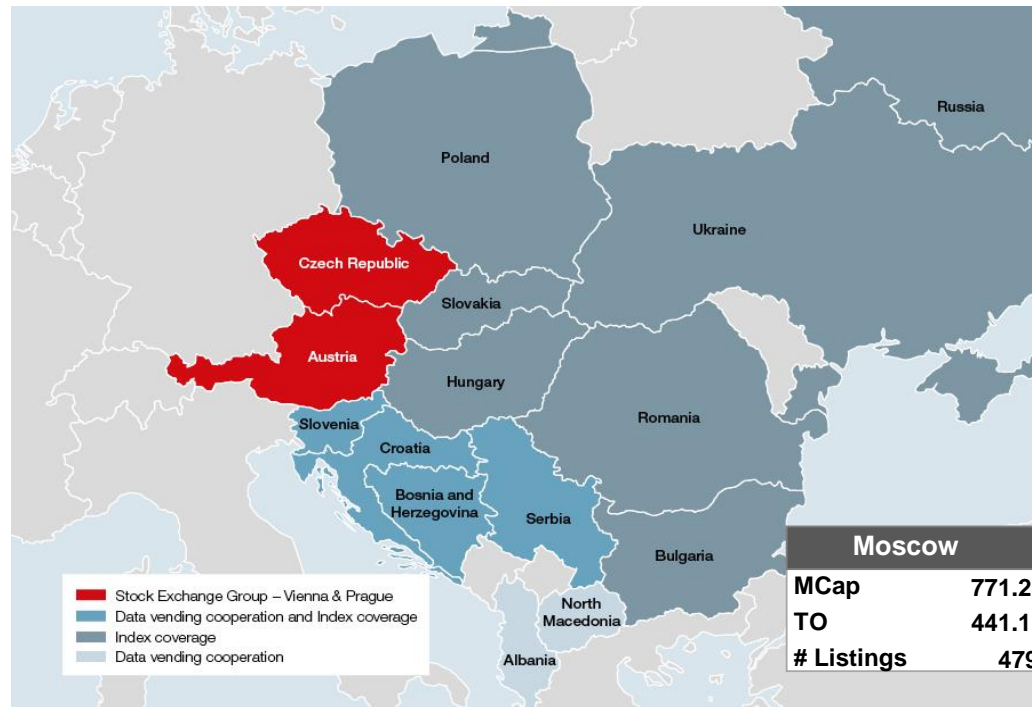 Russia
Poland
Ukraine
Czech Republic
Slovakia
Austria
Hungary
Romania
Slovenia
Croatia
Bosnia and
Herzegovina
Serbia
Bulgaria
North
Macedonia
Albania
Stock Exchange Group – Vienna & Prague
Data vending cooperation and Index coverage
Index coverage
Data vending cooperation
Moscow
MCap 771.2
TO 441.1
# Listings 479